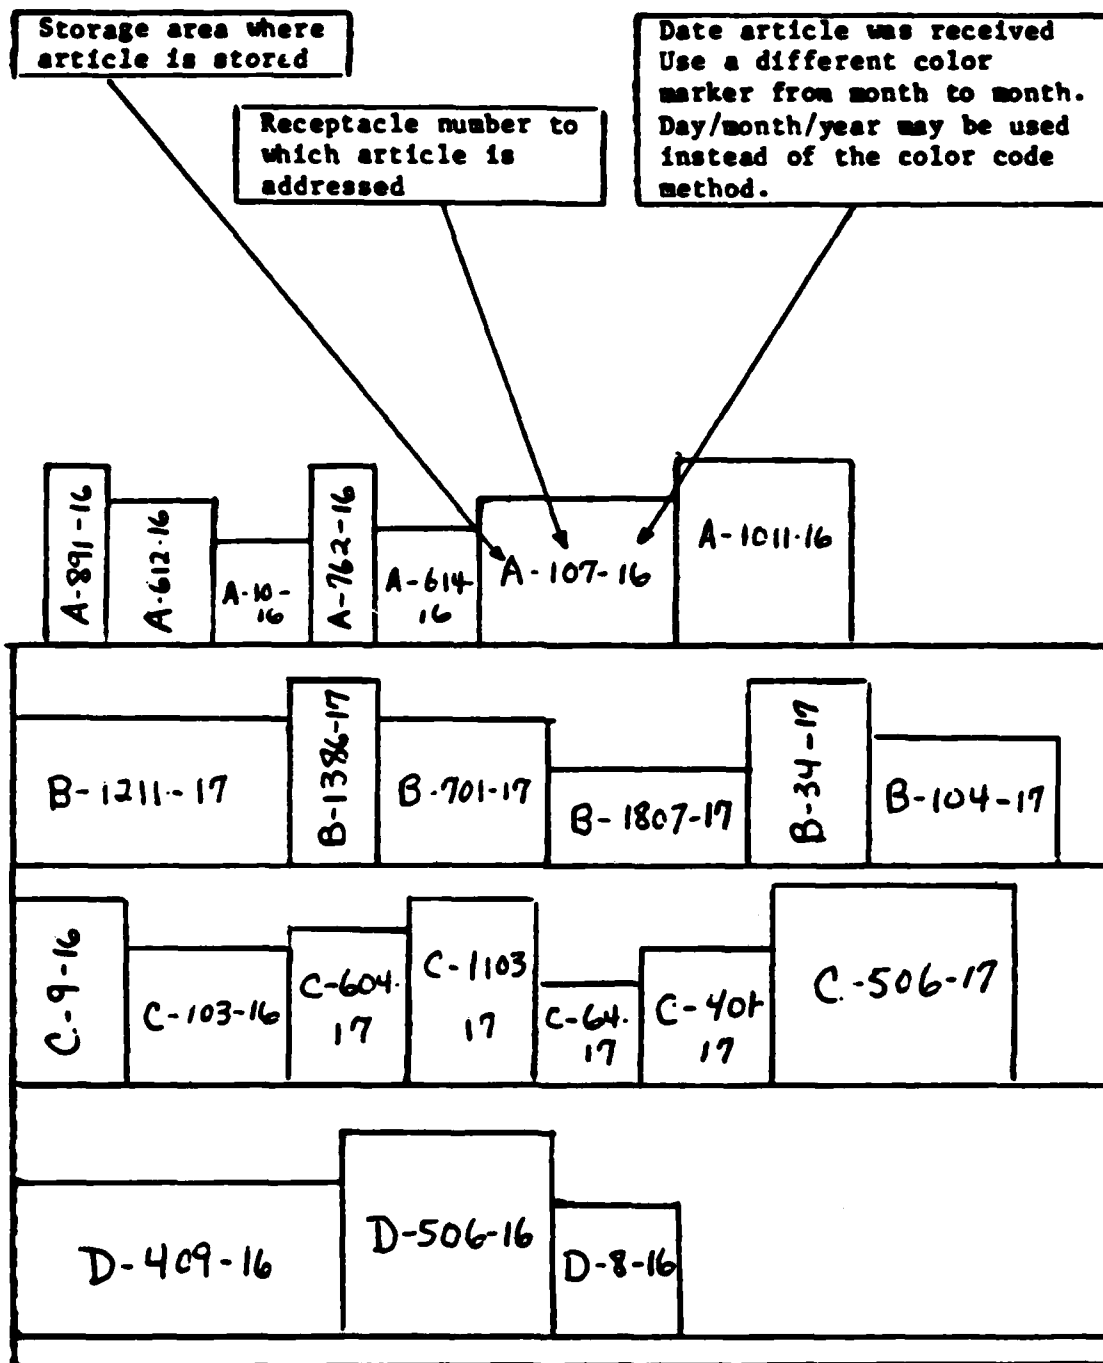 Storage area where
article is stored
Receptacle number to
which article is
addressed
Date article was received
Use a different color
marker from month to month.
Day/month/year may be used
instead of the color code
method.
A-891-16
A-612-16
A-10-
16
A-762-16
A-614-
16
A-107-16
A-1011-16
B-1211-17
B-1386-17
B-701-17
B-1807-17
B-34-17
B-104-17
C-9-16
C-103-16
C-604-
17
C-1103
17
C-64-
17
C-401-
17
C-506-17
D-409-16
D-506-16
D-8-16